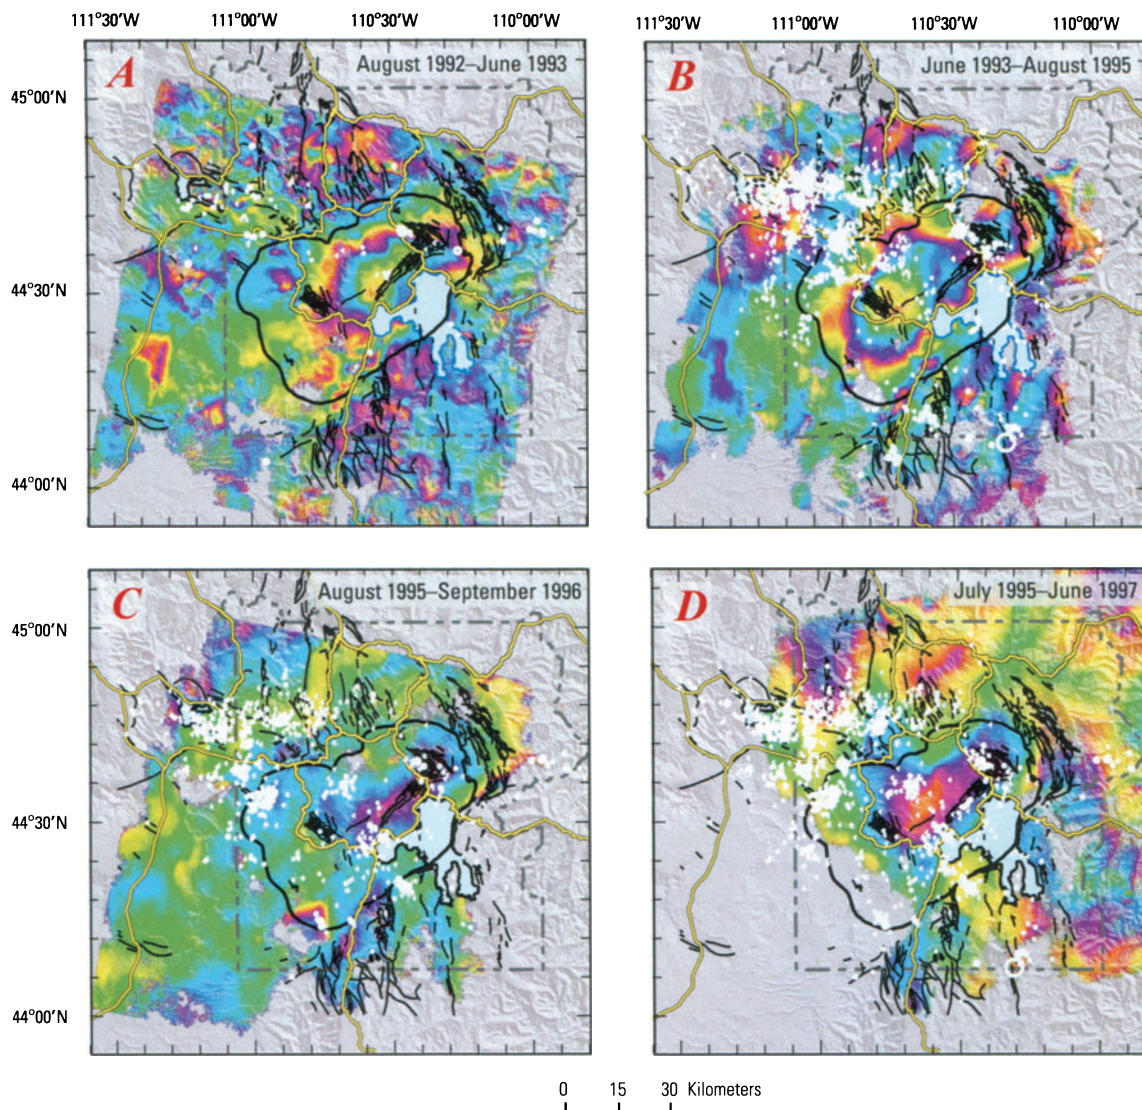 111°30'W 111°00'W 110°30'W 110°00'W 111°30'W 111°00'W 110°30'W 110°00'W
A August 1992–June 1993
B June 1993–August 1995
45°00'N
44°30'N
44°00'N
C August 1995–September 1996
D July 1995–June 1997
45°00'N
44°30'N
44°00'N
0 15 30 Kilometers